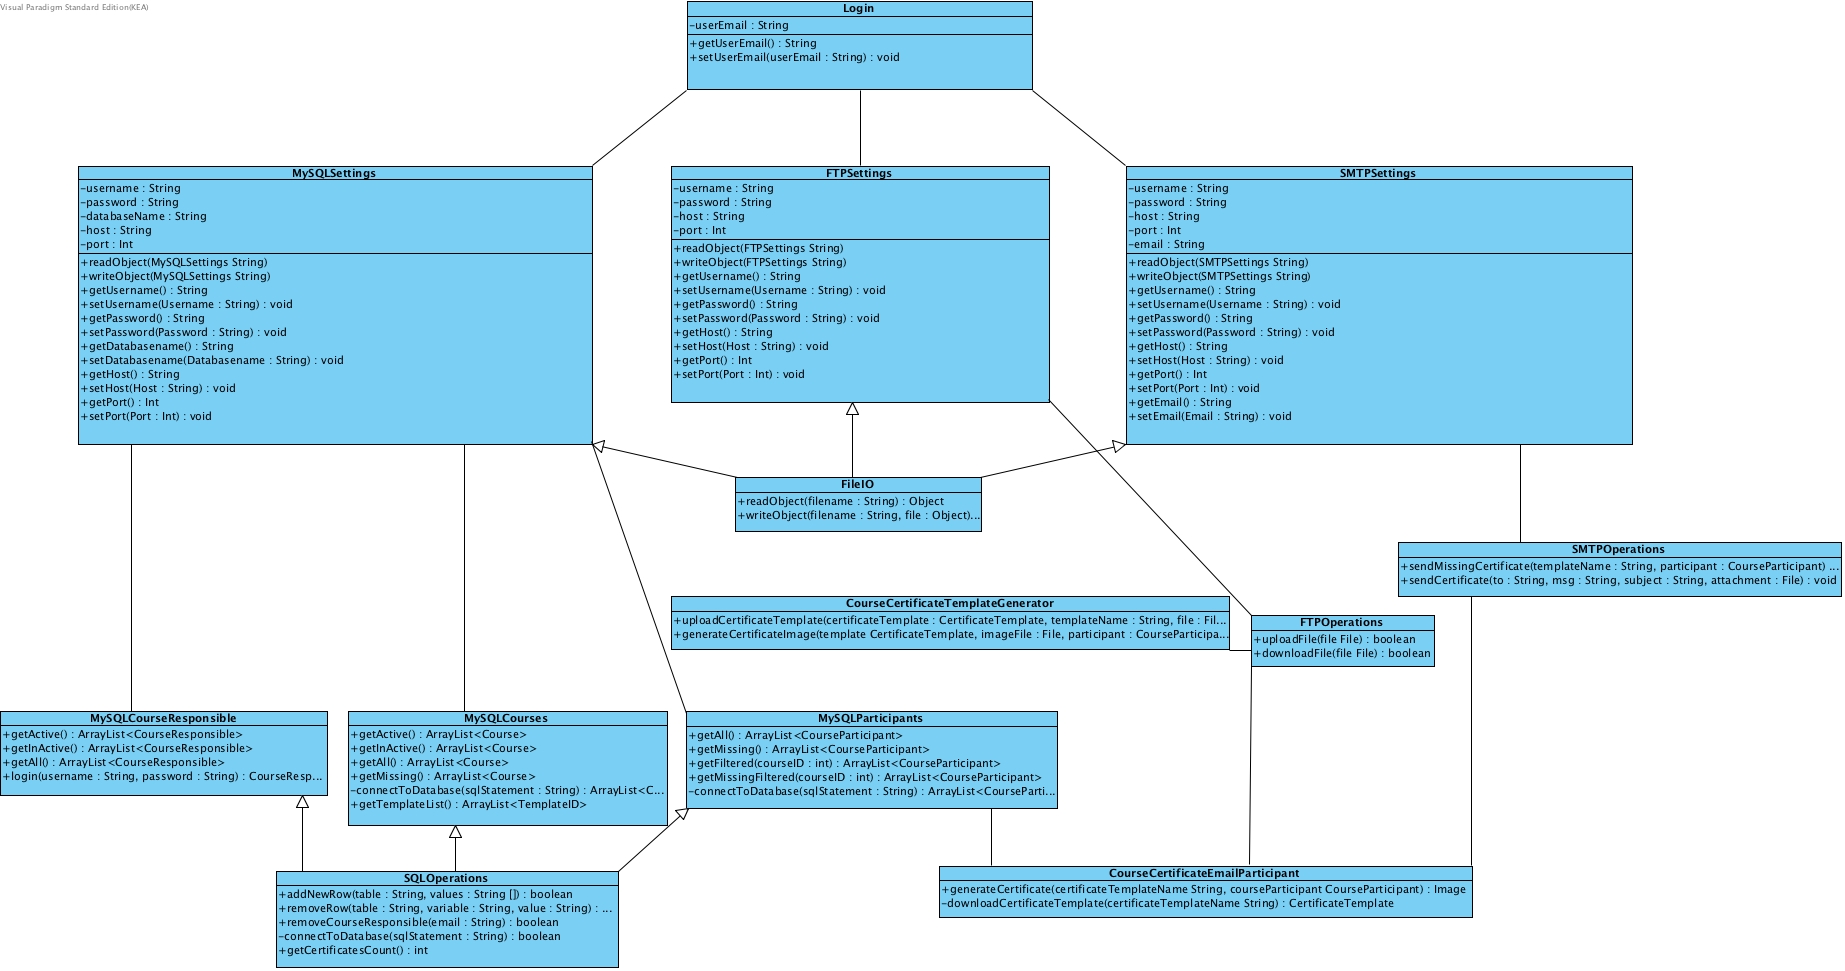 Visual Paradigm Standard Edition(KEA)
Login
-userEmail : String
+getUserEmail() : String
+setUserEmail(userEmail : String) : void
MySQLSettings
-username : String
-password : String
-databaseName : String
-host : String
-port : Int
+readObject(MySQLSettings String)
+writeObject(MySQLSettings String)
+getUsername() : String
+setUsername(Username : String) : void
+getPassword() : String
+setPassword(Password : String) : void
+getDatabasename() : String
+setDatabasename(Databasename : String) : void
+getHost() : String
+setHost(Host : String) : void
+getPort() : Int
+setPort(Port : Int) : void
FTPSettings
-username : String
-password : String
-host : String
-port : Int
+readObject(FTPSettings String)
+writeObject(FTPSettings String)
+getUsername() : String
+setUsername(Username : String) : void
+getPassword() : String
+setPassword(Password : String) : void
+getHost() : String
+setHost(Host : String) : void
+getPort() : Int
+setPort(Port : Int) : void
SMTPSettings
-username : String
-password : String
-host : String
-port : Int
-email : String
+readObject(SMTPSettings String)
+writeObject(SMTPSettings String)
+getUsername() : String
+setUsername(Username : String) : void
+getPassword() : String
+setPassword(Password : String) : void
+getHost() : String
+setHost(Host : String) : void
+getPort() : Int
+setPort(Port : Int) : void
+getEmail() : String
+setEmail(Email : String) : void
FileIO
+readObject(filename : String) : Object
+writeObject(filename : String, file : Object)...
SMTPOperations
+sendMissingCertificate(templateName : String, participant : CourseParticipant) ...
+sendCertificate(to : String, msg : String, subject : String, attachment : File) : void
CourseCertificateTemplateGenerator
+uploadCertificateTemplate(certificateTemplate : CertificateTemplate, templateName : String, file : Fil...
+generateCertificateImage(template CertificateTemplate, imageFile : File, participant : CourseParticipa...
FTPOperations
+uploadFile(file File) : boolean
+downloadFile(file File) : boolean
MySQLCourseResponsible
+getActive() : ArrayList<CourseResponsible>
+getInActive() : ArrayList<CourseResponsible>
+getAll() : ArrayList<CourseResponsible>
+login(username : String, password : String) : CourseResp...
MySQLCourses
+getActive() : ArrayList<Course>
+getInActive() : ArrayList<Course>
+getAll() : ArrayList<Course>
+getMissing() : ArrayList<Course>
-connectToDatabase(sqlStatement : String) : ArrayList<C...
+getTemplateList() : ArrayList<TemplateID>
MySQLParticipants
+getAll() : ArrayList<CourseParticipant>
+getMissing() : ArrayList<CourseParticipant>
+getFiltered(courseID : int) : ArrayList<CourseParticipant>
+getMissingFiltered(courseID : int) : ArrayList<CourseParticipant>
-connectToDatabase(sqlStatement : String) : ArrayList<CourseParti...
SQLOperations
+addNewRow(table : String, values : String []) : boolean
+removeRow(table : String, variable : String, value : String) : ...
+removeCourseResponsible(email : String) : boolean
-connectToDatabase(sqlStatement : String) : boolean
+getCertificatesCount() : int
CourseCertificateEmailParticipant
+generateCertificate(certificateTemplateName String, courseParticipant CourseParticipant) : Image
-downloadCertificateTemplate(certificateTemplateName String) : CertificateTemplate